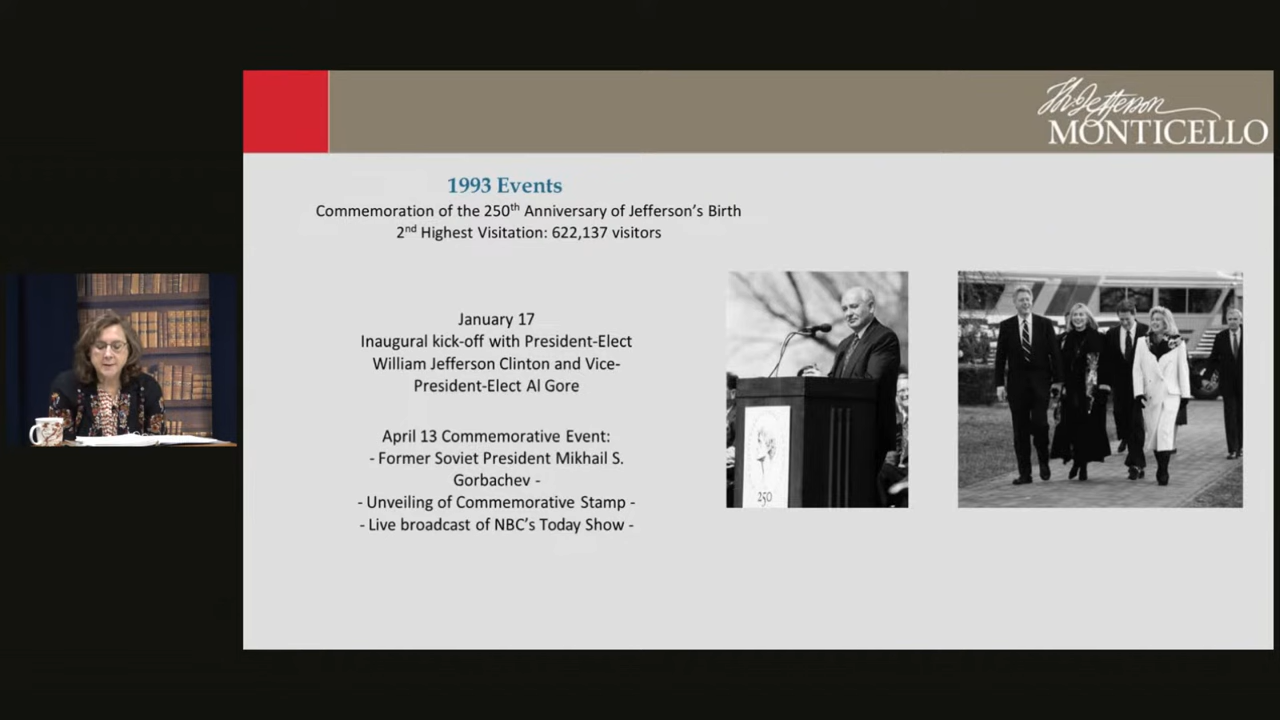 Th Jefferson
MONTICELLO
1993 Events
Commemoration of the 250th Anniversary of Jefferson's Birth
2nd Highest Visitation: 622,137 visitors
January 17
Inaugural kick-off with President-Elect
William Jefferson Clinton and Vice-
President-Elect Al Gore
April 13 Commemorative Event:
- Former Soviet President Mikhail S.
Gorbachev -
- Unveiling of Commemorative Stamp -
- Live broadcast of NBC's Today Show -
250